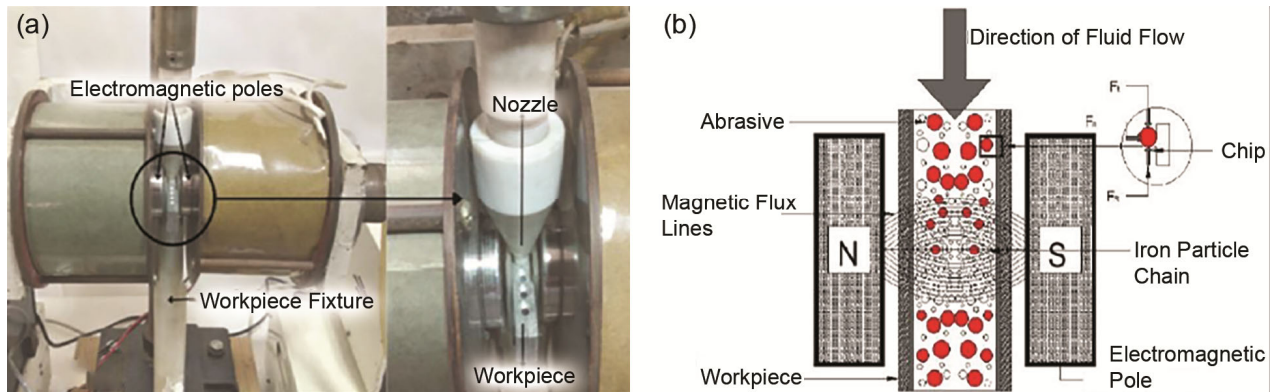 (a)
Electromagnetic poles
Nozzle
Workpiece Fixture
Workpiece
(b)
Direction of Fluid Flow
Abrasive
Chip
Magnetic Flux
Lines
N
S
Iron Particle
Chain
Electromagnetic
Pole
Workpiece